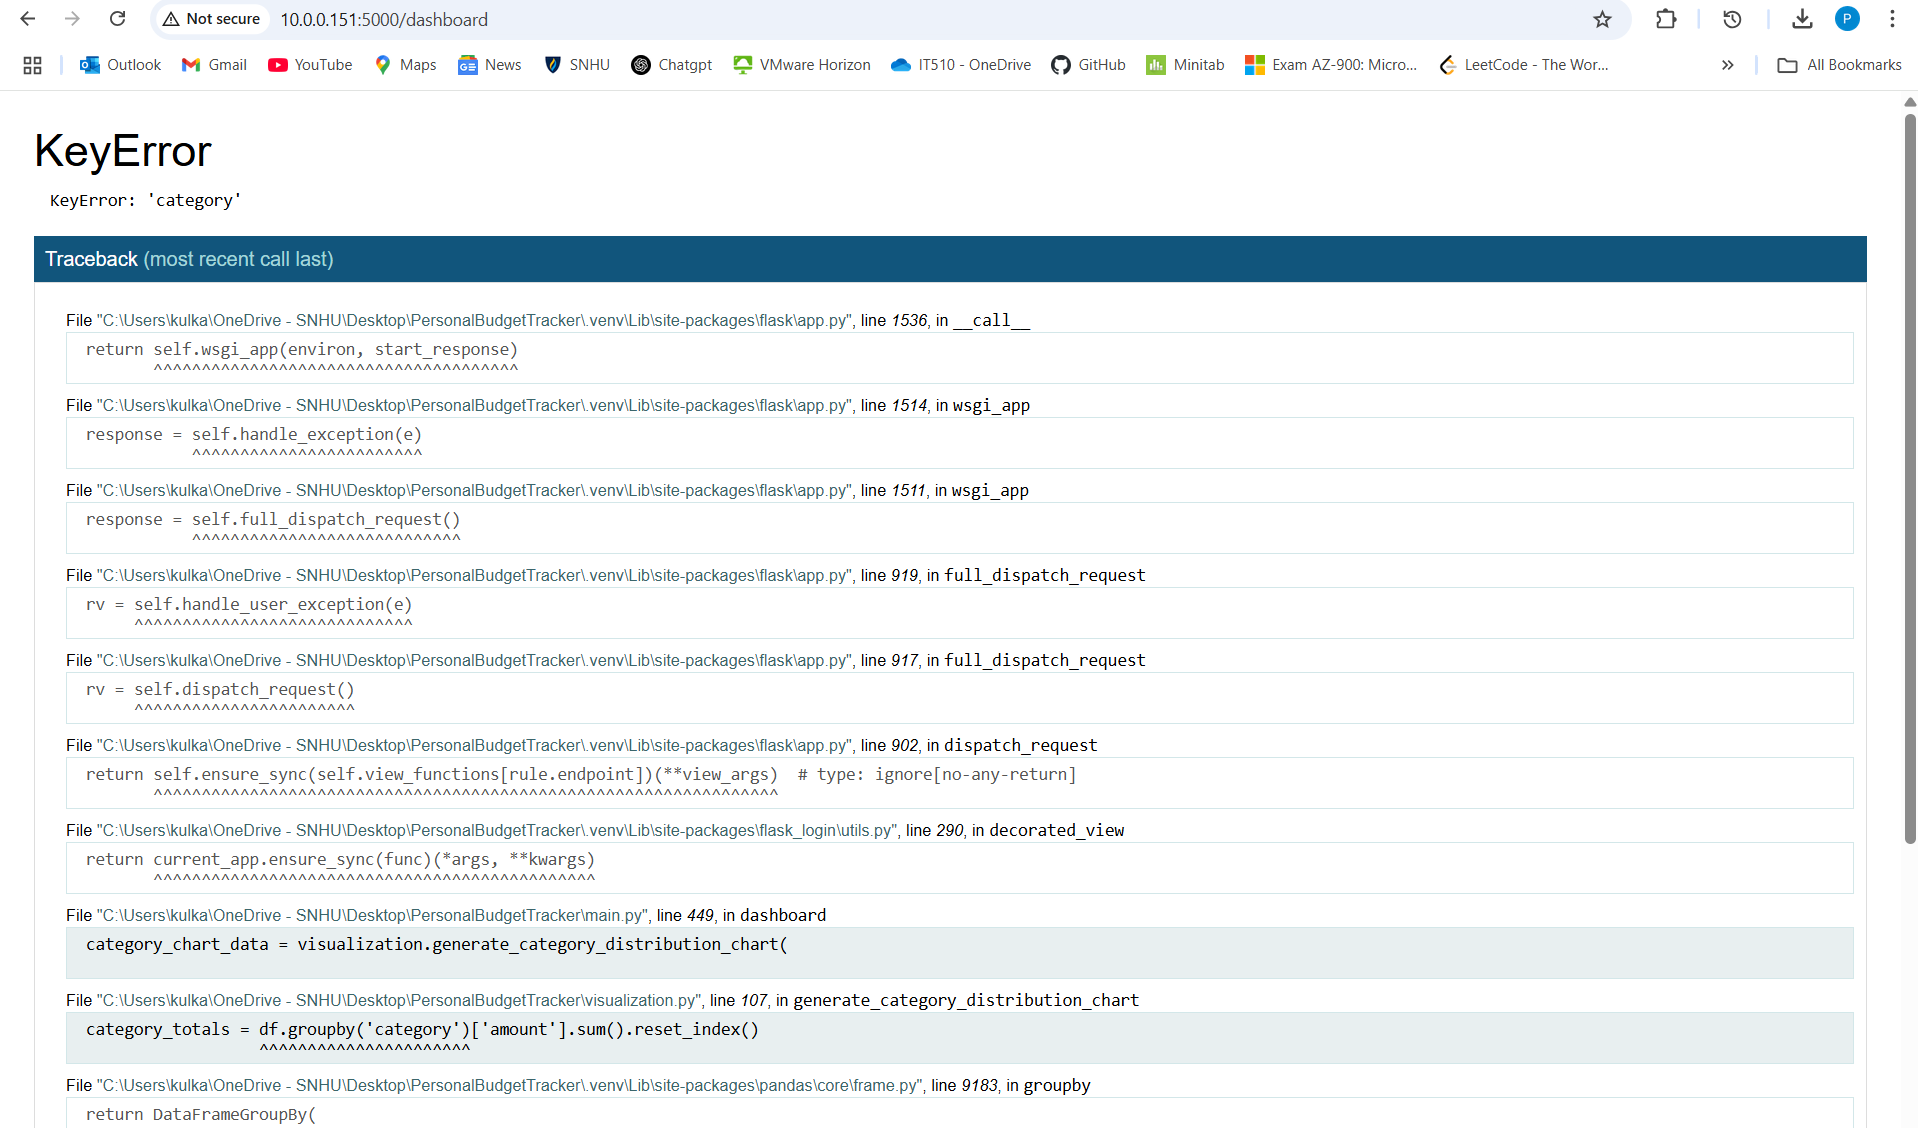 Not secure 10.0.0.151:5000/dashboard P
Outlook Gmail YouTube Maps News SNHU Chatgpt VMware Horizon IT510 - OneDrive GitHub Minitab Exam AZ-900: Micro... LeetCode - The Wor... » All Bookmarks
KeyError
KeyError: 'category'
Traceback (most recent call last)
File "C:\Users\kulka\OneDrive - SNHU\Desktop\PersonalBudgetTracker\.venv\Lib\site-packages\flask\app.py", line 1536, in __call__
return self.wsgi_app(environ, start_response)
^^^^^^^^^^^^^^^^^^^^^^^^^^^^^^^^^^^^^^
File "C:\Users\kulka\OneDrive - SNHU\Desktop\PersonalBudgetTracker\.venv\Lib\site-packages\flask\app.py", line 1514, in wsgi_app
response = self.handle_exception(e)
^^^^^^^^^^^^^^^^^^^^^^^^
File "C:\Users\kulka\OneDrive - SNHU\Desktop\PersonalBudgetTracker\.venv\Lib\site-packages\flask\app.py", line 1511, in wsgi_app
response = self.full_dispatch_request()
^^^^^^^^^^^^^^^^^^^^^^^^^^^^
File "C:\Users\kulka\OneDrive - SNHU\Desktop\PersonalBudgetTracker\.venv\Lib\site-packages\flask\app.py", line 919, in full_dispatch_request
rv = self.handle_user_exception(e)
^^^^^^^^^^^^^^^^^^^^^^^^^^^^^
File "C:\Users\kulka\OneDrive - SNHU\Desktop\PersonalBudgetTracker\.venv\Lib\site-packages\flask\app.py", line 917, in full_dispatch_request
rv = self.dispatch_request()
^^^^^^^^^^^^^^^^^^^^^^^
File "C:\Users\kulka\OneDrive - SNHU\Desktop\PersonalBudgetTracker\.venv\Lib\site-packages\flask\app.py", line 902, in dispatch_request
return self.ensure_sync(self.view_functions[rule.endpoint])(**view_args)  # type: ignore[no-any-return]
^^^^^^^^^^^^^^^^^^^^^^^^^^^^^^^^^^^^^^^^^^^^^^^^^^^^^^^^^^^^^^^^^
File "C:\Users\kulka\OneDrive - SNHU\Desktop\PersonalBudgetTracker\.venv\Lib\site-packages\flask_login\utils.py", line 290, in decorated_view
return current_app.ensure_sync(func)(*args, **kwargs)
^^^^^^^^^^^^^^^^^^^^^^^^^^^^^^^^^^^^^^^^^^^^^^
File "C:\Users\kulka\OneDrive - SNHU\Desktop\PersonalBudgetTracker\main.py", line 449, in dashboard
category_chart_data = visualization.generate_category_distribution_chart(
File "C:\Users\kulka\OneDrive - SNHU\Desktop\PersonalBudgetTracker\visualization.py", line 107, in generate_category_distribution_chart
category_totals = df.groupby('category')['amount'].sum().reset_index()
^^^^^^^^^^^^^^^^^^^^^^
File "C:\Users\kulka\OneDrive - SNHU\Desktop\PersonalBudgetTracker\.venv\Lib\site-packages\pandas\core\frame.py", line 9183, in groupby
return DataFrameGroupBy(